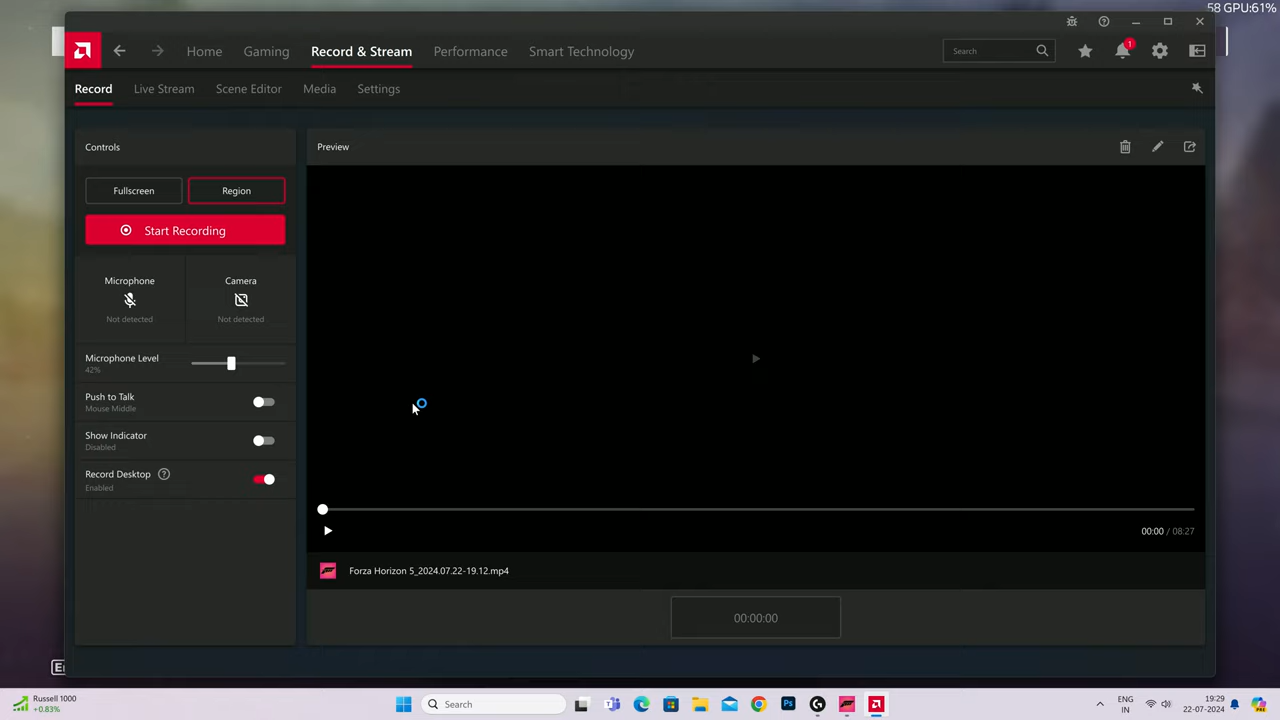 58 GPU:61%
Home
Gaming
Record & Stream
Performance
Smart Technology
Search
1
Record
Live Stream
Scene Editor
Media
Settings
Controls
Preview
Fullscreen
Region
Start Recording
Microphone
Camera
Not detected
Not detected
Microphone Level
42%
Push to Talk
Mouse Middle
Show Indicator
Disabled
Record Desktop
Enabled
00:00 / 08:27
Forza Horizon 5_2024.07.22-19.12.mp4
00:00:00
Russell 1000
+0.83%
Search
Ps
ENG
IN
19:29
22-07-2024